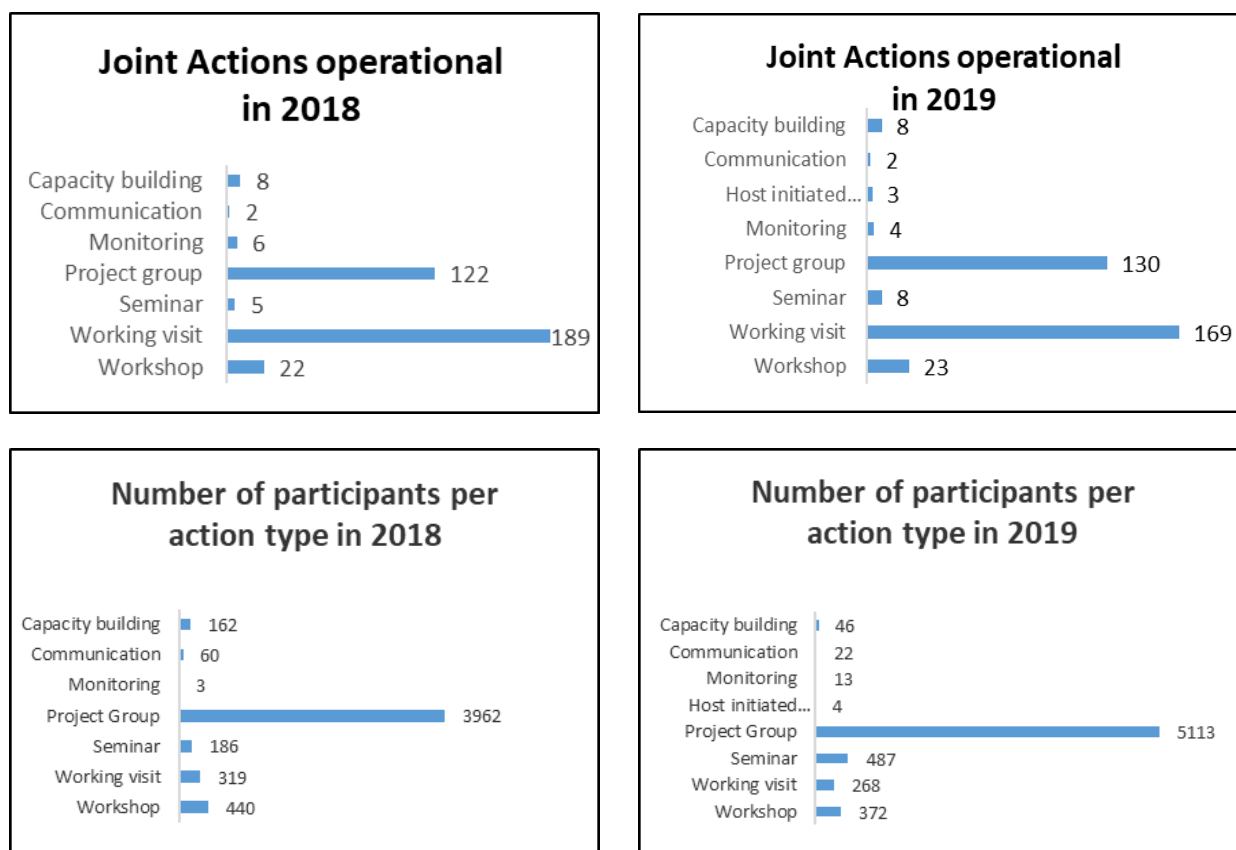 Joint Actions operational
in 2018
Capacity building 8
Communication 2
Monitoring 6
Project group 122
Seminar 5
Working visit 189
Workshop 22
Joint Actions operational
in 2019
Capacity building 8
Communication 2
Host initiated... 3
Monitoring 4
Project group 130
Seminar 8
Working visit 169
Workshop 23
Number of participants per
action type in 2018
Capacity building 162
Communication 60
Monitoring 3
Project Group 3962
Seminar 186
Working visit 319
Workshop 440
Number of participants per
action type in 2019
Capacity building 46
Communication 22
Monitoring 13
Host initiated... 4
Project Group 5113
Seminar 487
Working visit 268
Workshop 372